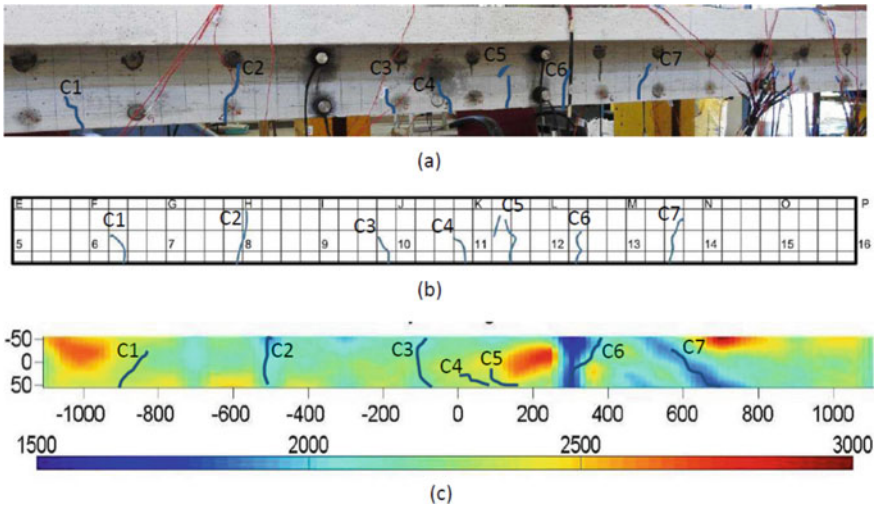 C1 C2 C3 C4 C5 C6 C7
(a)
E F G H I J K L M N O P
C1 C2 C3 C4 C5 C6 C7
5 6 7 8 9 10 11 12 13 14 15 16
(b)
-50
0
50
C1 C2 C3 C4 C5 C6 C7
-1000 -800 -600 -400 -200 0 200 400 600 800 1000
1500 2000 2500 3000
(c)